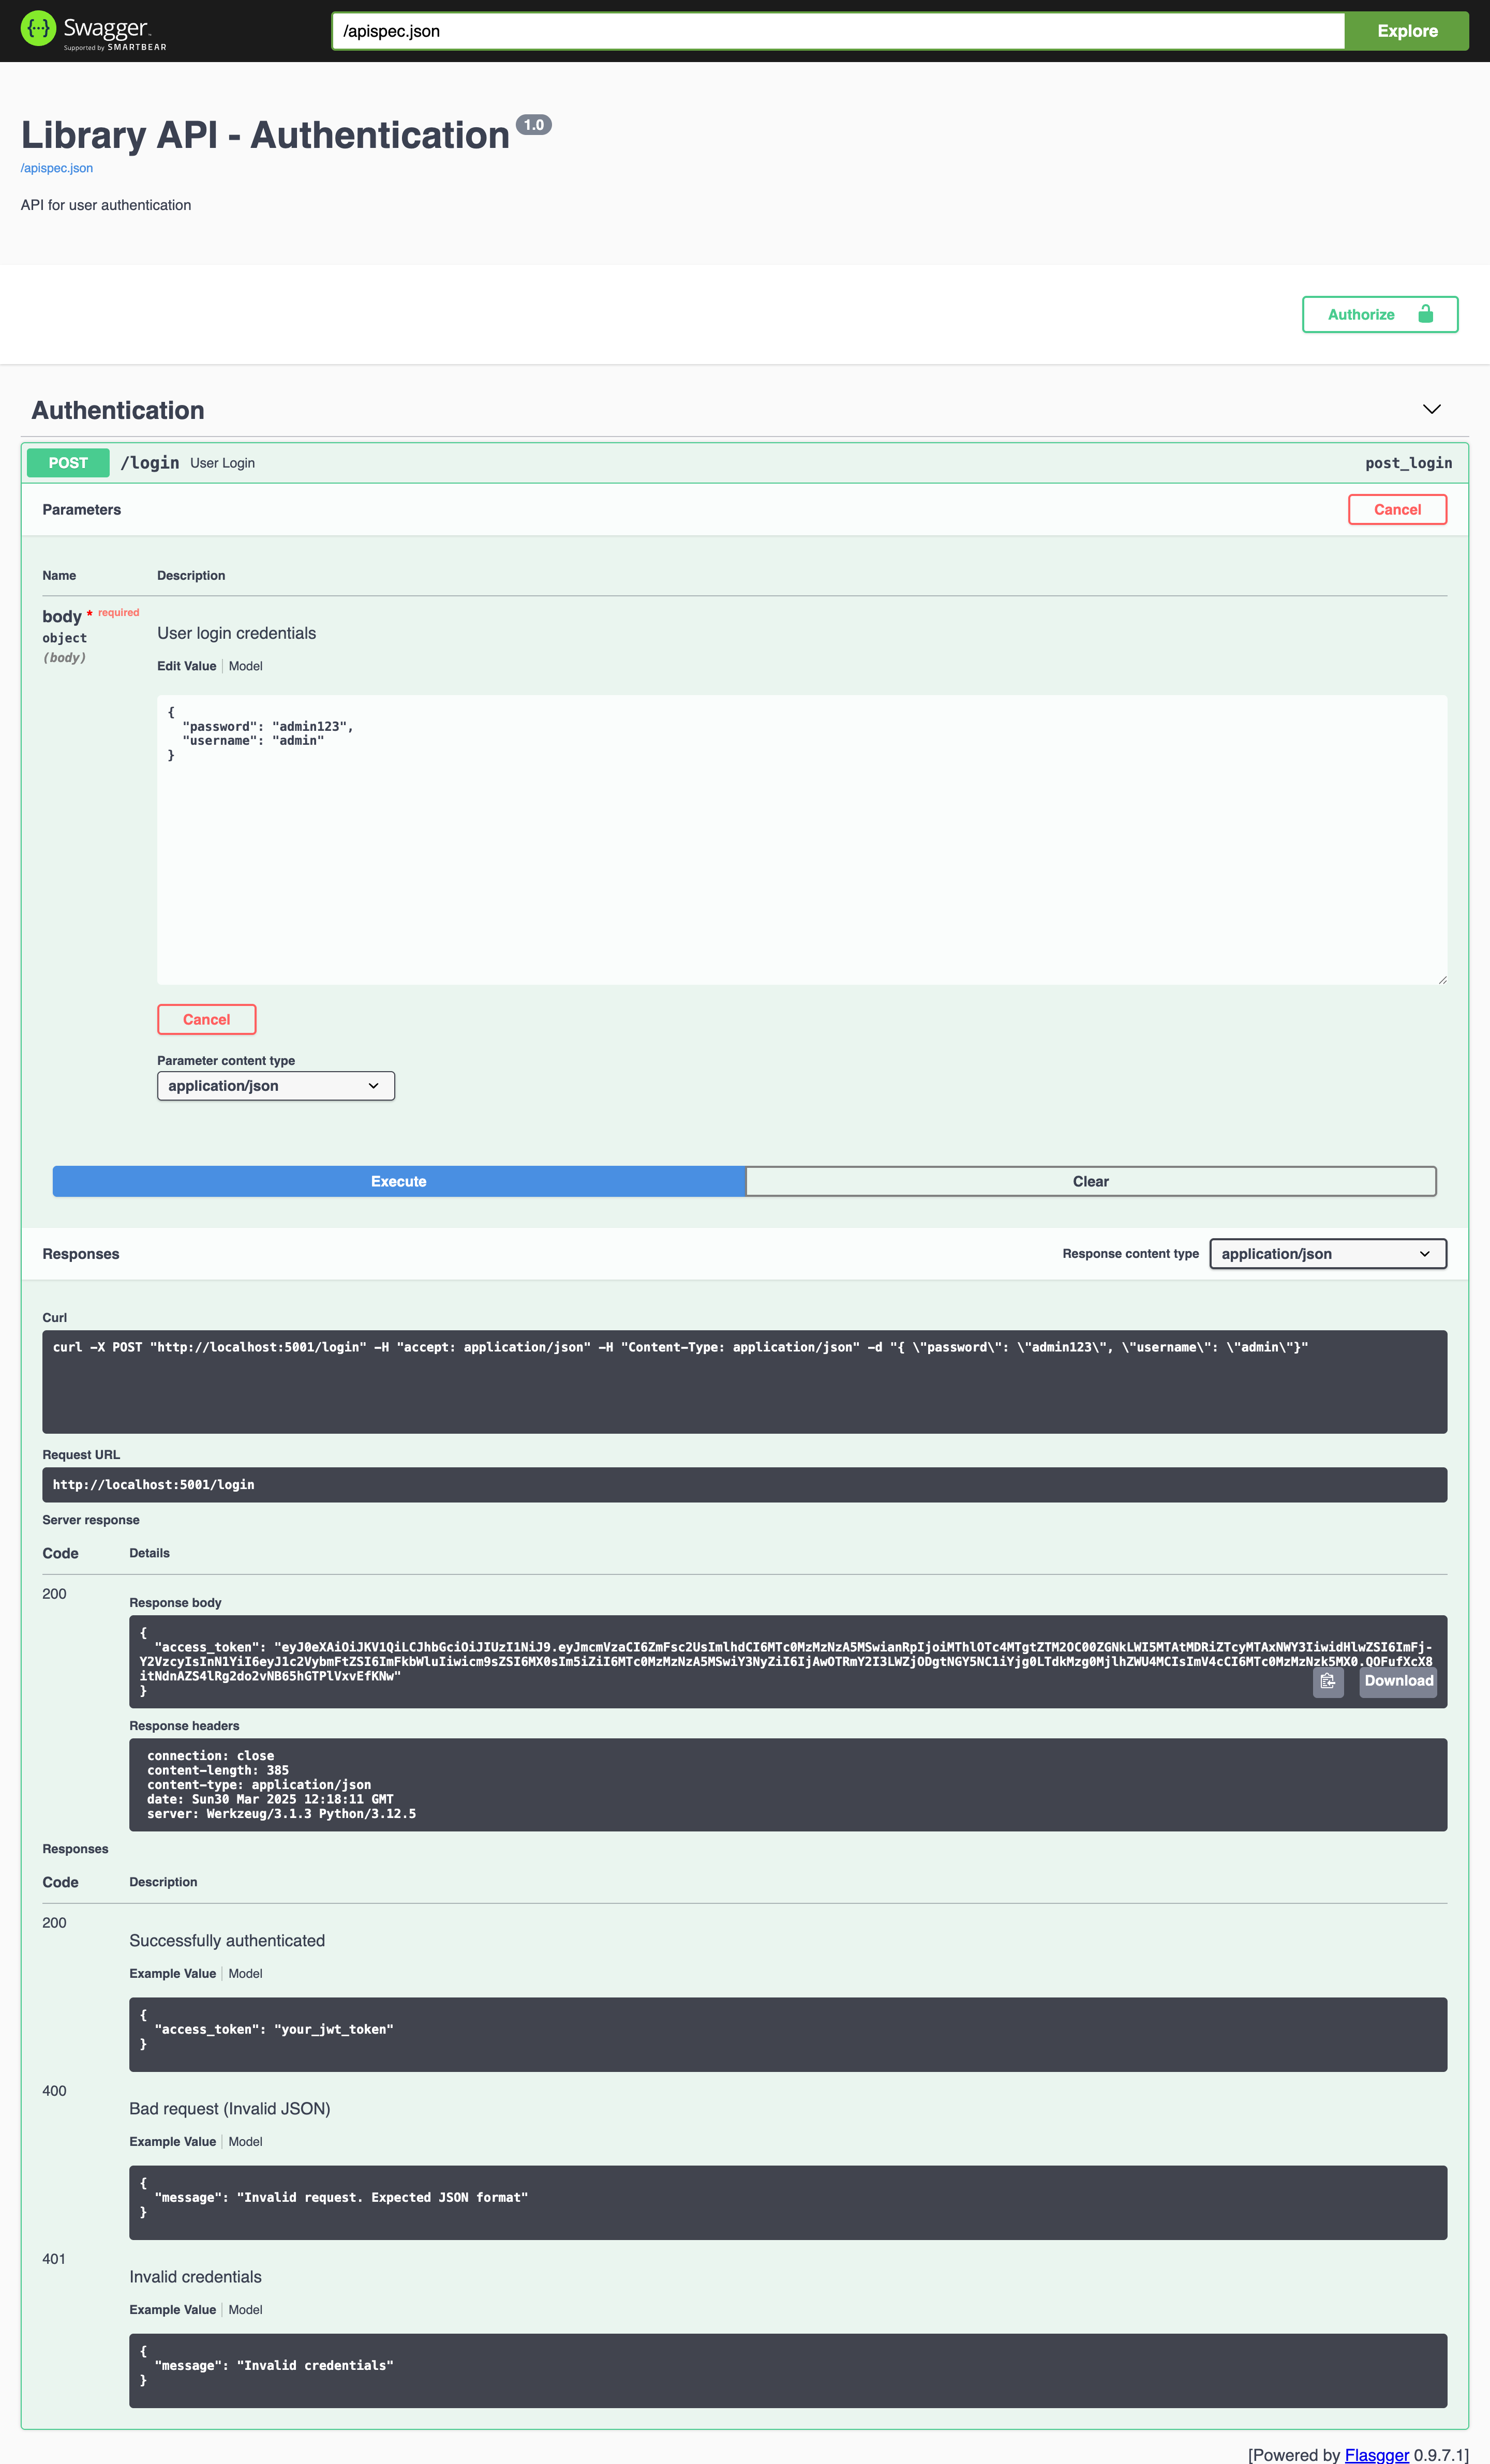 Swagger
Supported by SMARTBEAR
/apispec.json
Explore
Library API - Authentication 1.0
/apispec.json
API for user authentication
Authorize
Authentication
POST /login User Login post_login
Parameters Cancel
Name Description
body * required
object
(body)
User login credentials
Edit Value | Model
{
  "password": "admin123",
  "username": "admin"
}
Cancel
Parameter content type
application/json
Execute Clear
Responses Response content type application/json
Curl
curl -X POST "http://localhost:5001/login" -H "accept: application/json" -H "Content-Type: application/json" -d "{ \"password\": \"admin123\", \"username\": \"admin\"}"
Request URL
http://localhost:5001/login
Server response
Code Details
200
Response body
{
  "access_token": "eyJ0eXAiOiJKV1QiLCJhbGciOiJIUzI1NiJ9.eyJmcmVzaCI6ZmFsc2UsImlhdCI6MTc0MzMzNzA5MSwianRpIjoiMThlOTc4MTgtZTM2OC00ZGNkLWI5MTAtMDRiZTcyMTAxNWY3IiwidHlwZSI6ImFj-
Y2VzcyIsInN1YiI6eyJ1c2VybmFtZSI6ImFkbWluIiwicm9sZSI6MX0sIm5iZiI6MTc0MzMzNzA5MSwiY3NyZiI6IjAwOTRmY2I3LWZjODgtNGY5NC1iYjg0LTdkMzg0MjlhZWU4MCIsImV4cCI6MTc0MzMzNzk5MX0.QOFufXcX8
itNdnAZS4lRg2do2vNB65hGTPlVxvEfKNw"
}
Download
Response headers
connection: close
content-length: 385
content-type: application/json
date: Sun30 Mar 2025 12:18:11 GMT
server: Werkzeug/3.1.3 Python/3.12.5
Responses
Code Description
200
Successfully authenticated
Example Value | Model
{
  "access_token": "your_jwt_token"
}
400
Bad request (Invalid JSON)
Example Value | Model
{
  "message": "Invalid request. Expected JSON format"
}
401
Invalid credentials
Example Value | Model
{
  "message": "Invalid credentials"
}
[Powered by Flasgger 0.9.7.1]